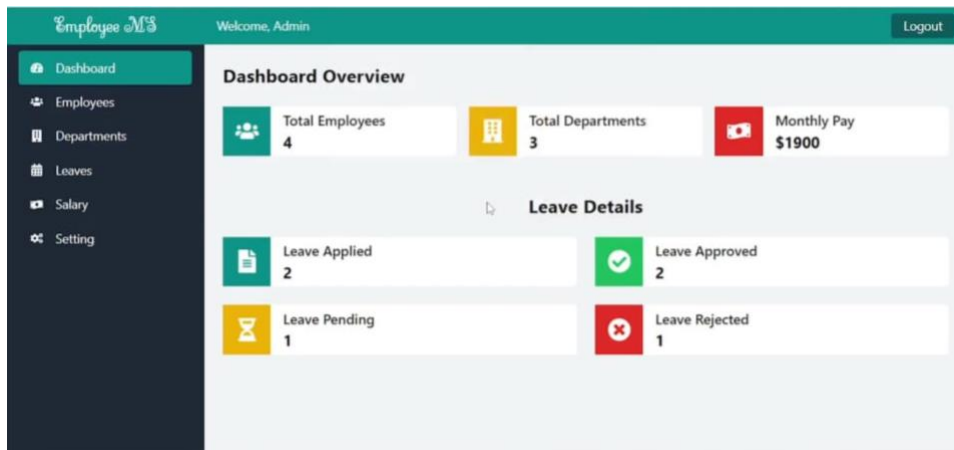 Employee MS
Welcome, Admin
Logout
Dashboard
Employees
Departments
Leaves
Salary
Setting
Dashboard Overview
Total Employees
4
Total Departments
3
Monthly Pay
$1900
Leave Details
Leave Applied
2
Leave Approved
2
Leave Pending
1
Leave Rejected
1